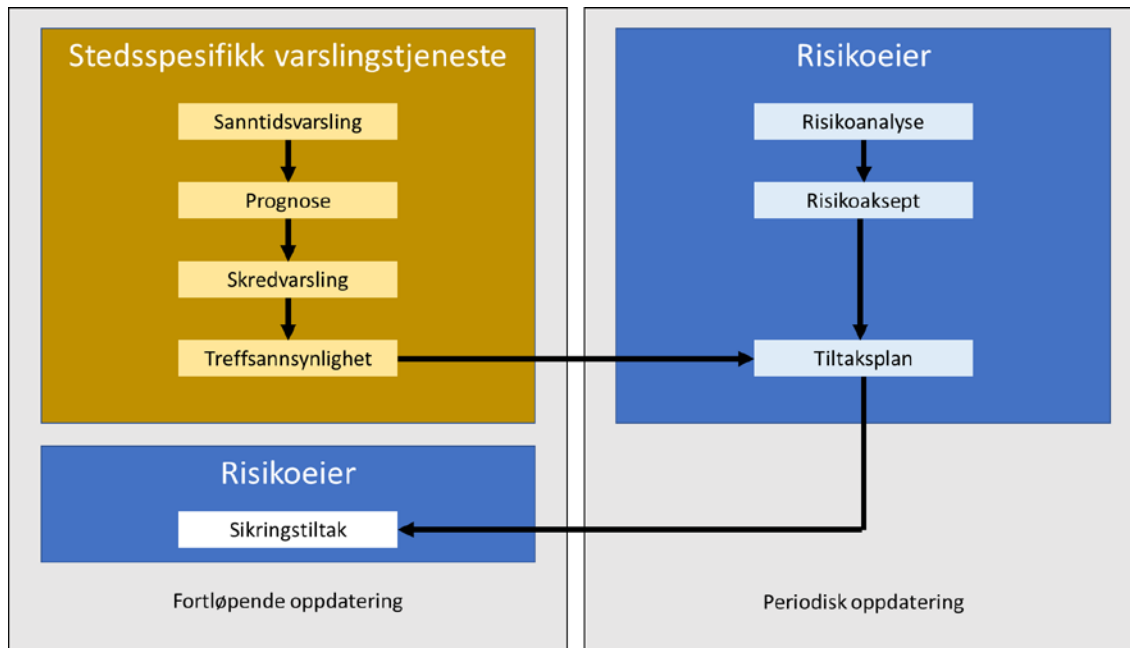 Stedsspesifikk varslingstjeneste
Sanntidsvarsling
Prognose
Skredvarsling
Treffsannsynlighet
Risikoeier
Sikringstiltak
Fortløpende oppdatering
Risikoeier
Risikoanalyse
Risikoaksept
Tiltaksplan
Periodisk oppdatering